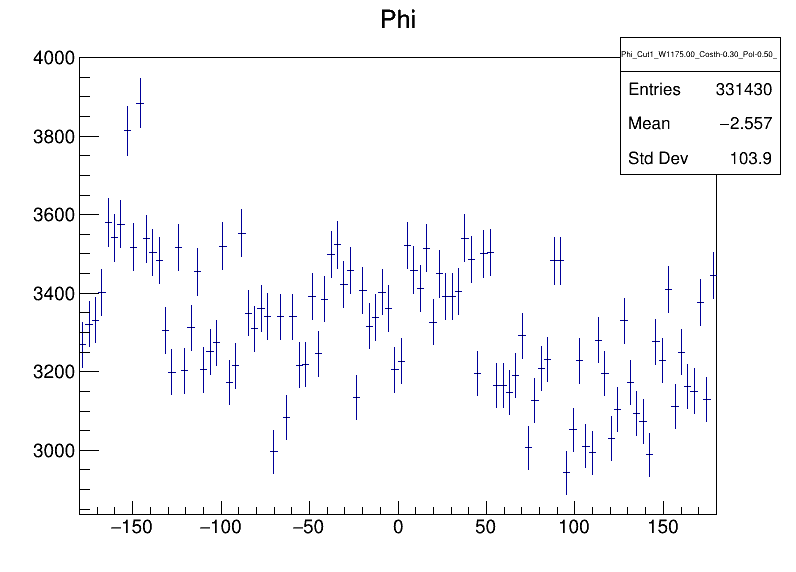 Phi
Phi_Cut1_W1175.00_Costh-0.30_Pol-0.50_
Entries 331430
Mean −2.557
Std Dev 103.9
4000
3800
3600
3400
3200
3000
−150 −100 −50 0 50 100 150